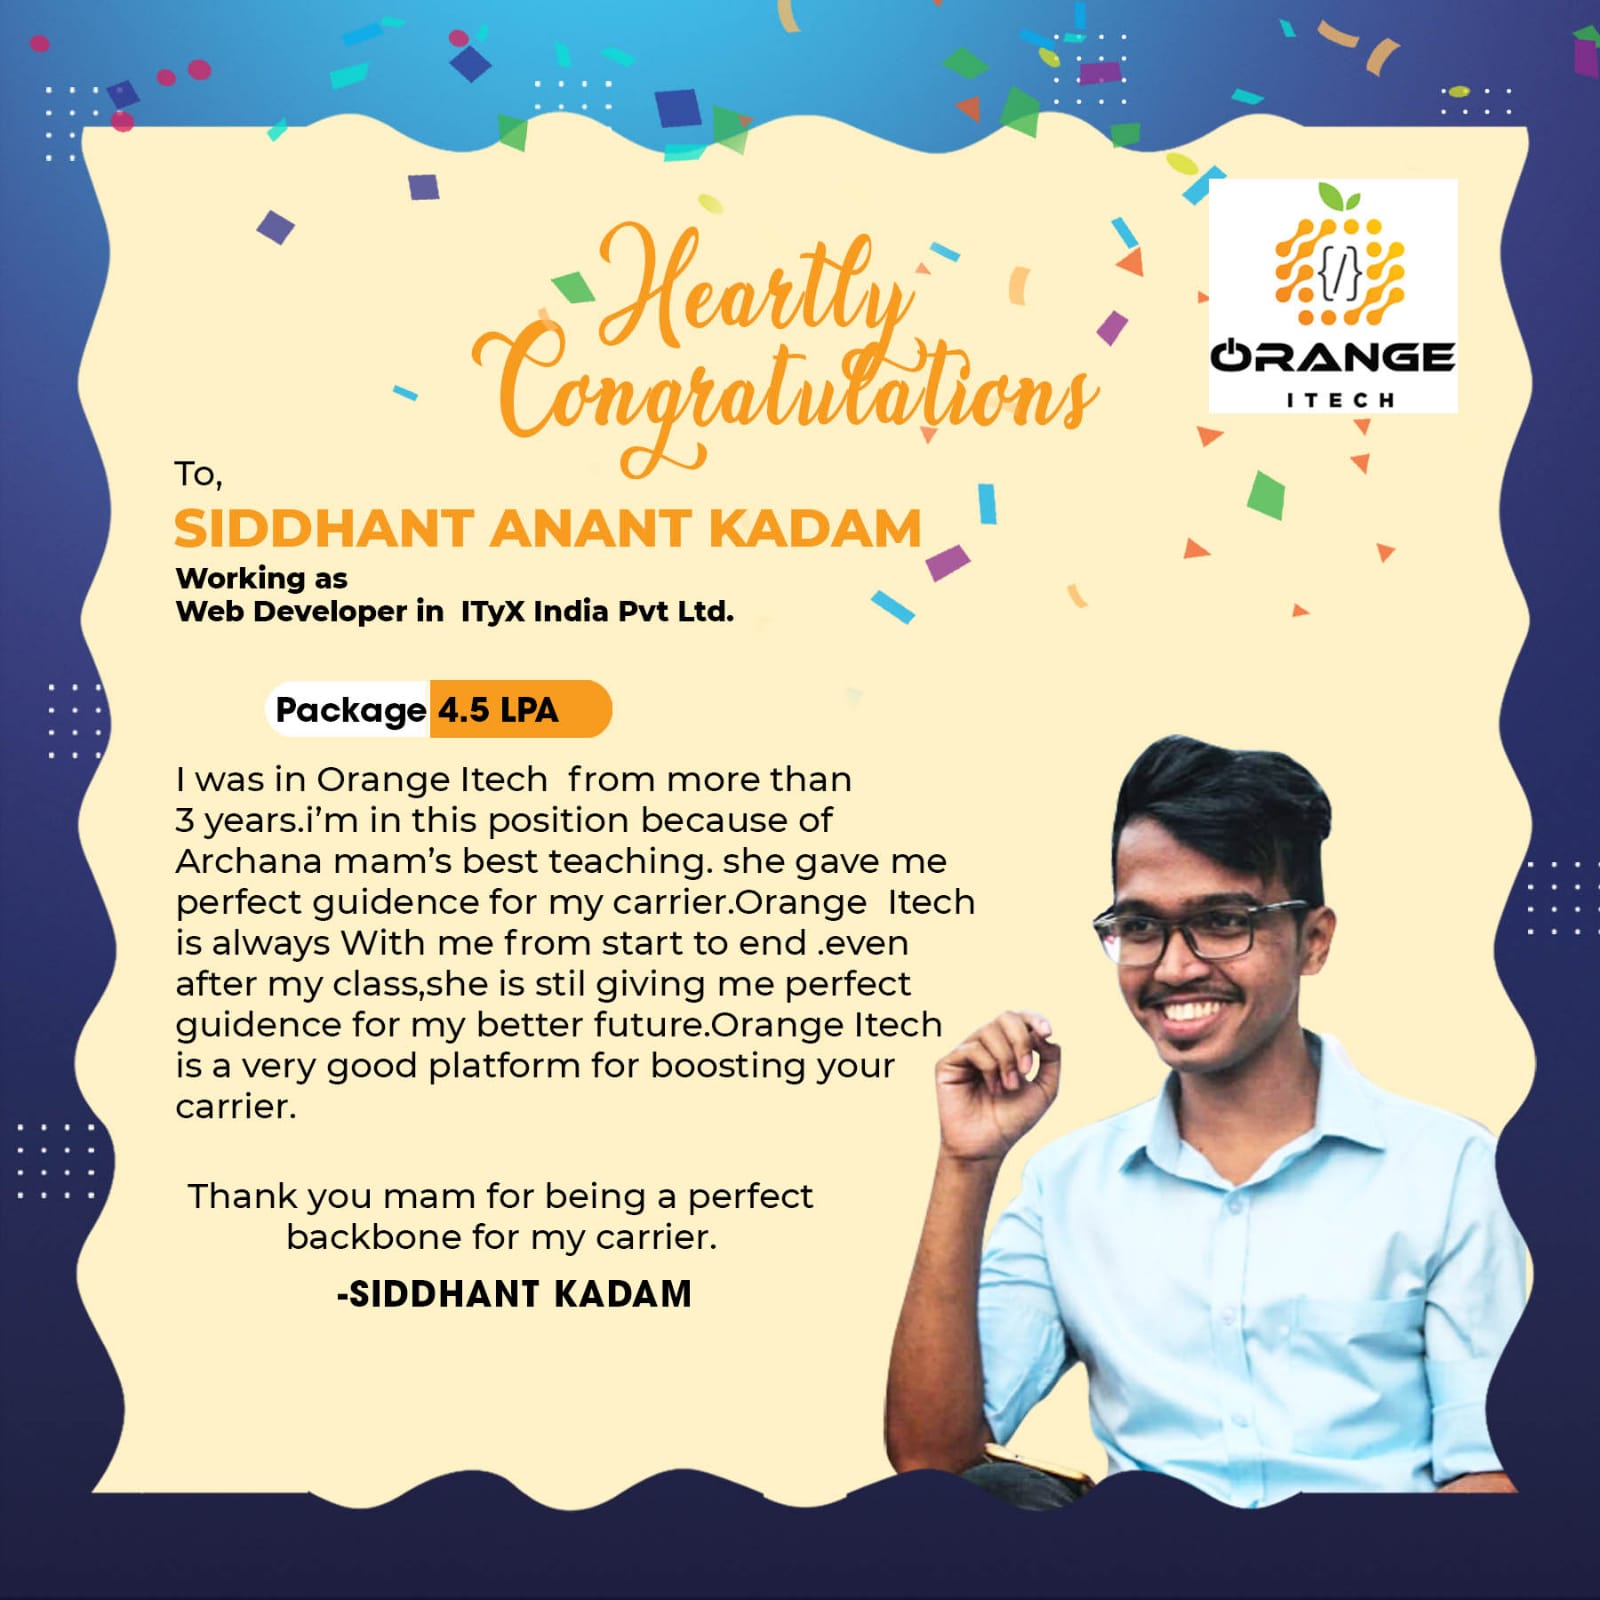 Heartly
Congratulations
ORANGE
ITECH
To,
SIDDHANT ANANT KADAM
Working as
Web Developer in ITyX India Pvt Ltd.
Package 4.5 LPA
I was in Orange Itech from more than
3 years.i'm in this position because of
Archana mam's best teaching. she gave me
perfect guidence for my carrier.Orange Itech
is always With me from start to end .even
after my class,she is stil giving me perfect
guidence for my better future.Orange Itech
is a very good platform for boosting your
carrier.
Thank you mam for being a perfect
backbone for my carrier.
-SIDDHANT KADAM